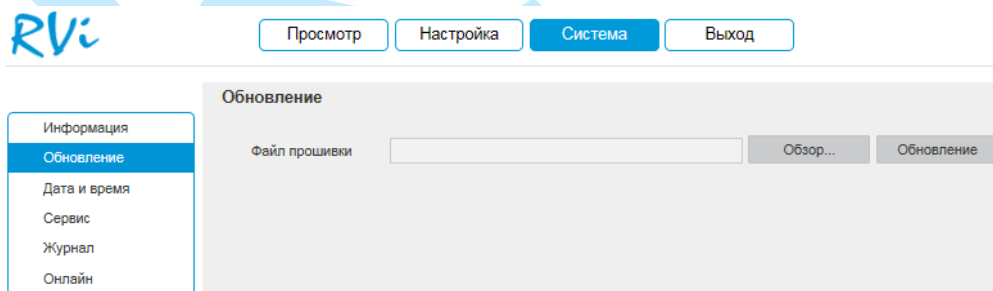 RVi
Просмотр Настройка Система Выход
Обновление
Информация
Обновление
Файл прошивки Обзор... Обновление
Дата и время
Сервис
Журнал
Онлайн